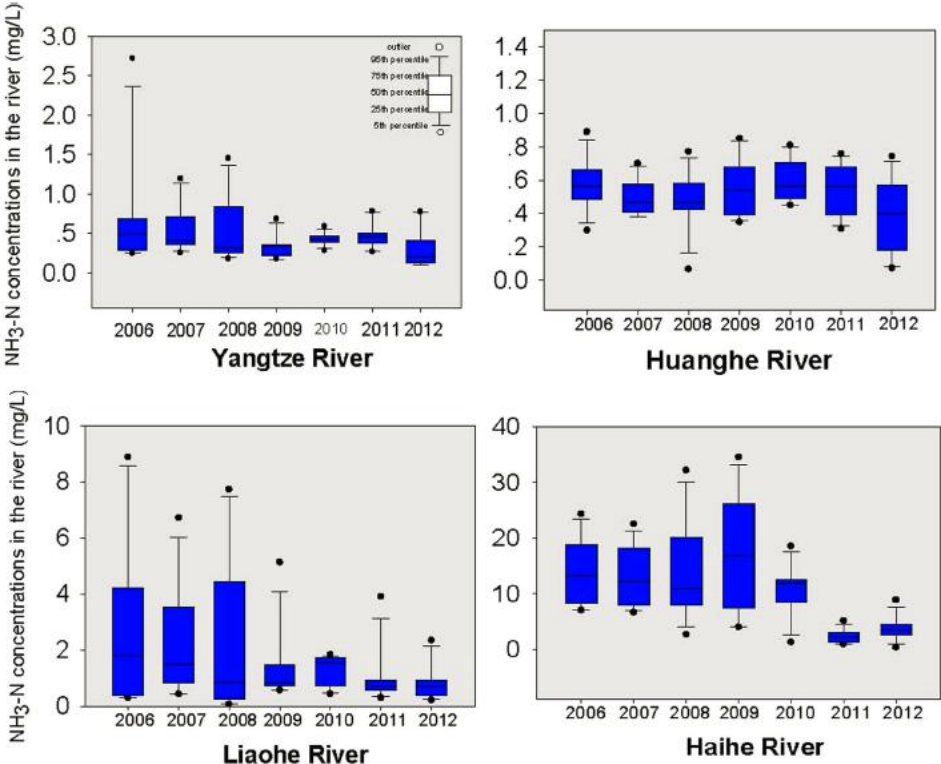 NH3-N concentrations in the river (mg/L)
3.0
2.5
2.0
1.5
1.0
.5
0.0
outlier
95th percentile
75th percentile
50th percentile
25th percentile
5th percentile
2006 2007 2008 2009 2010 2011 2012
Yangtze River
1.4
1.2
1.0
.8
.6
.4
.2
0.0
2006 2007 2008 2009 2010 2011 2012
Huanghe River
NH3-N concentrations in the river (mg/L)
10
8
6
4
2
0
2006 2007 2008 2009 2010 2011 2012
Liaohe River
40
30
20
10
0
2006 2007 2008 2009 2010 2011 2012
Haihe River